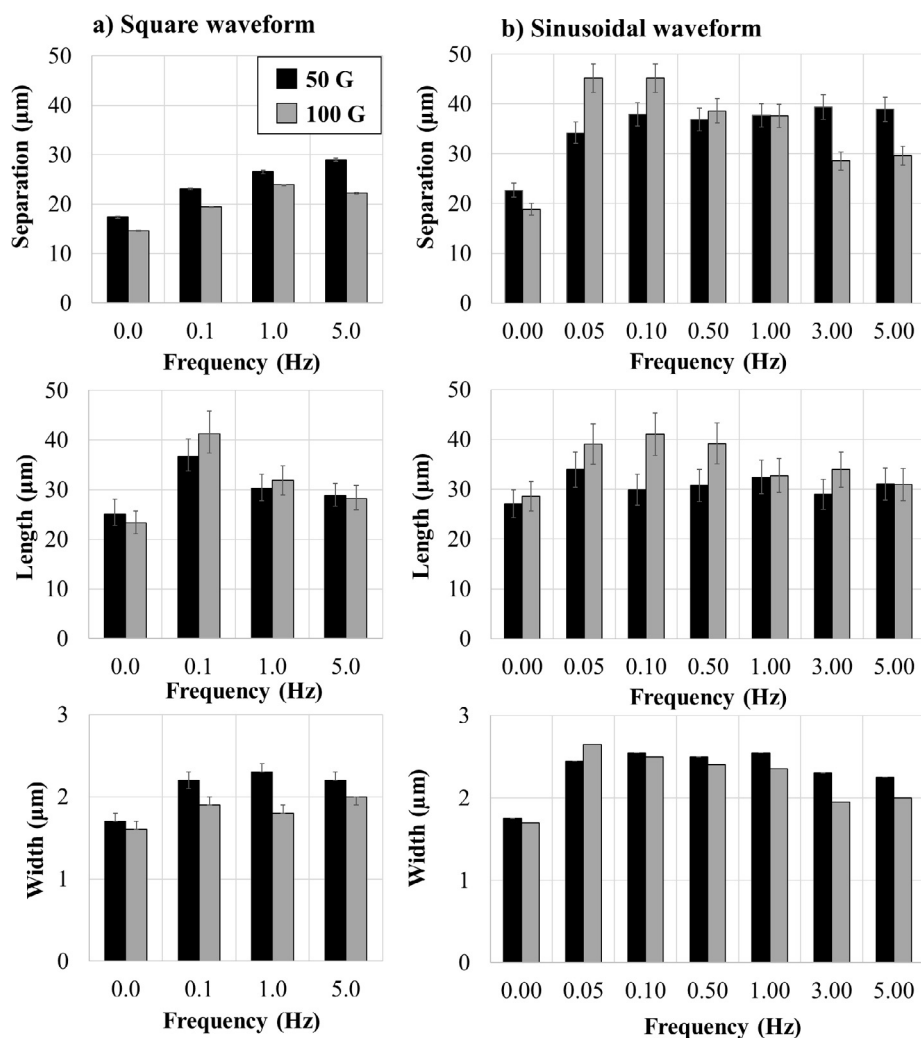 a) Square waveform
50
40
30
20
10
0
Separation (µm)
50 G
100 G
0.0 0.1 1.0 5.0
Frequency (Hz)
50
40
30
20
10
0
Length (µm)
0.0 0.1 1.0 5.0
Frequency (Hz)
3
2
1
0
Width (µm)
0.0 0.1 1.0 5.0
Frequency (Hz)
b) Sinusoidal waveform
50
40
30
20
10
0
Separation (µm)
0.00 0.05 0.10 0.50 1.00 3.00 5.00
Frequency (Hz)
50
40
30
20
10
0
Length (µm)
0.00 0.05 0.10 0.50 1.00 3.00 5.00
Frequency (Hz)
3
2
1
0
Width (µm)
0.00 0.05 0.10 0.50 1.00 3.00 5.00
Frequency (Hz)